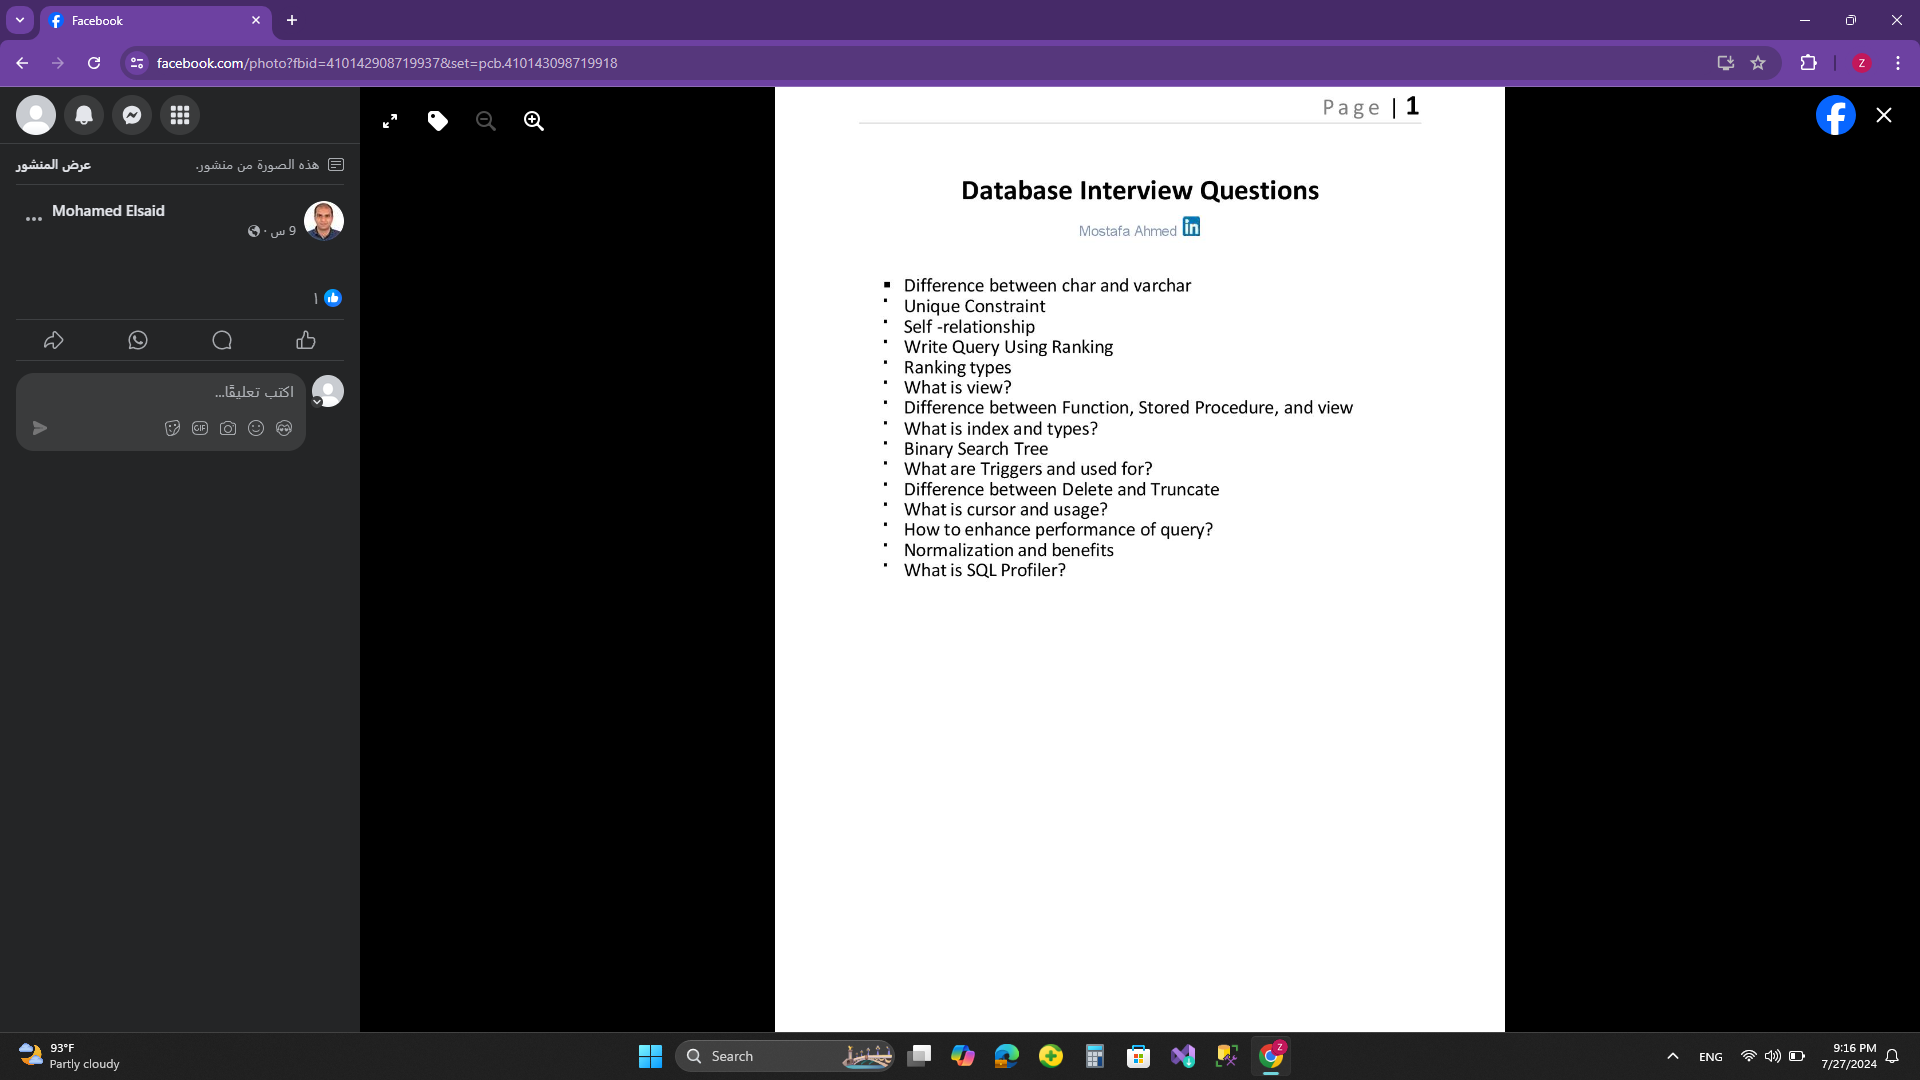 Facebook
facebook.com/photo?fbid=410142908719937&set=pcb.410143098719918
Z
هذه الصورة من منشور.
عرض المنشور
Mohamed Elsaid
9 س ·
١
اكتب تعليقًا...
GIF
Page | 1
Database Interview Questions
Mostafa Ahmed in
▪ Difference between char and varchar
▪ Unique Constraint
▪ Self -relationship
▪ Write Query Using Ranking
▪ Ranking types
▪ What is view?
▪ Difference between Function, Stored Procedure, and view
▪ What is index and types?
▪ Binary Search Tree
▪ What are Triggers and used for?
▪ Difference between Delete and Truncate
▪ What is cursor and usage?
▪ How to enhance performance of query?
▪ Normalization and benefits
▪ What is SQL Profiler?
93°F
Partly cloudy
Search
Z
ENG
9:16 PM
7/27/2024